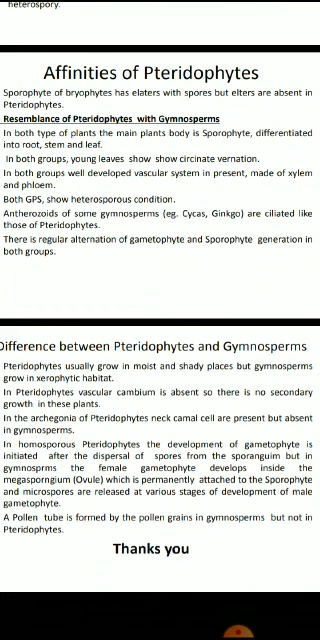 heterospory.
Affinities of Pteridophytes
Sporophyte of bryophytes has elaters with spores but elters are absent in
Pteridophytes.
Resemblance of Pteridophytes with Gymnosperms
In both type of plants the main plants body is Sporophyte, differentiated
into root, stem and leaf.
In both groups, young leaves show show circinate vernation.
In both groups well developed vascular system in present, made of xylem
and phloem.
Both GPS, show heterosporous condition.
Antherozoids of some gymnosperms (eg. Cycas, Ginkgo) are ciliated like
those of Pteridophytes.
There is regular alternation of gametophyte and Sporophyte generation in
both groups.
Difference between Pteridophytes and Gymnosperms
Pteridophytes usually grow in moist and shady places but gymnosperms
grow in xerophytic habitat.
In Pteridophytes vascular cambium is absent so there is no secondary
growth in these plants.
In the archegonia of Pteridophytes neck camal cell are present but absent
in gymnosperms.
In homosporous Pteridophytes the development of gametophyte is
initiated after the dispersal of spores from the sporanguim but in
gymnosprms the female gametophyte develops inside the
megasporngium (Ovule) which is permanently attached to the Sporophyte
and microspores are released at various stages of development of male
gametophyte.
A Pollen tube is formed by the pollen grains in gymnosperms but not in
Pteridophytes.
Thanks you